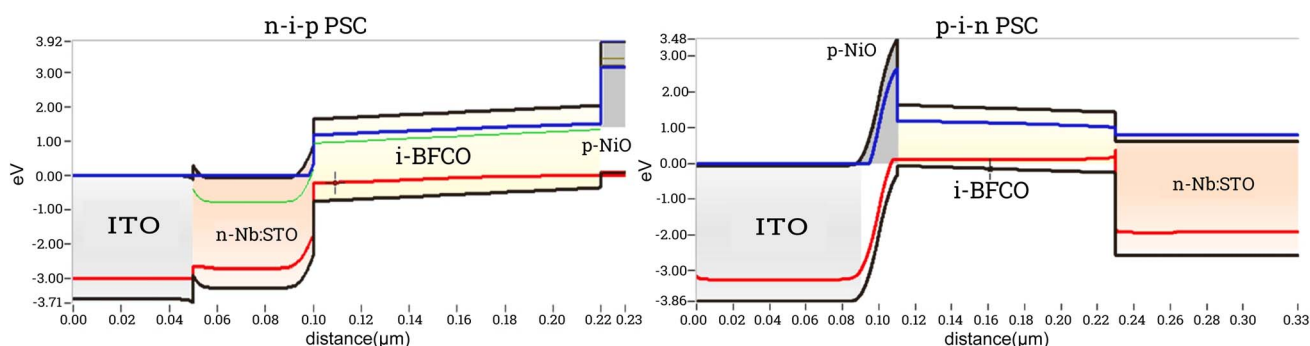 n-i-p PSC
3.92
3.00
2.00
1.00
0.00
-1.00
-2.00
-3.00
-3.71
eV
ITO
n-Nb:STO
i-BFCO
p-NiO
0.00 0.02 0.04 0.06 0.08 0.10 0.12 0.14 0.16 0.18 0.20 0.22 0.23
distance(μm)
p-i-n PSC
3.48
2.00
1.00
0.00
-1.00
-2.00
-3.00
-3.86
eV
p-NiO
ITO
i-BFCO
n-Nb:STO
0.00 0.02 0.04 0.06 0.08 0.10 0.12 0.14 0.16 0.18 0.20 0.22 0.24 0.26 0.28 0.30 0.33
distance(μm)